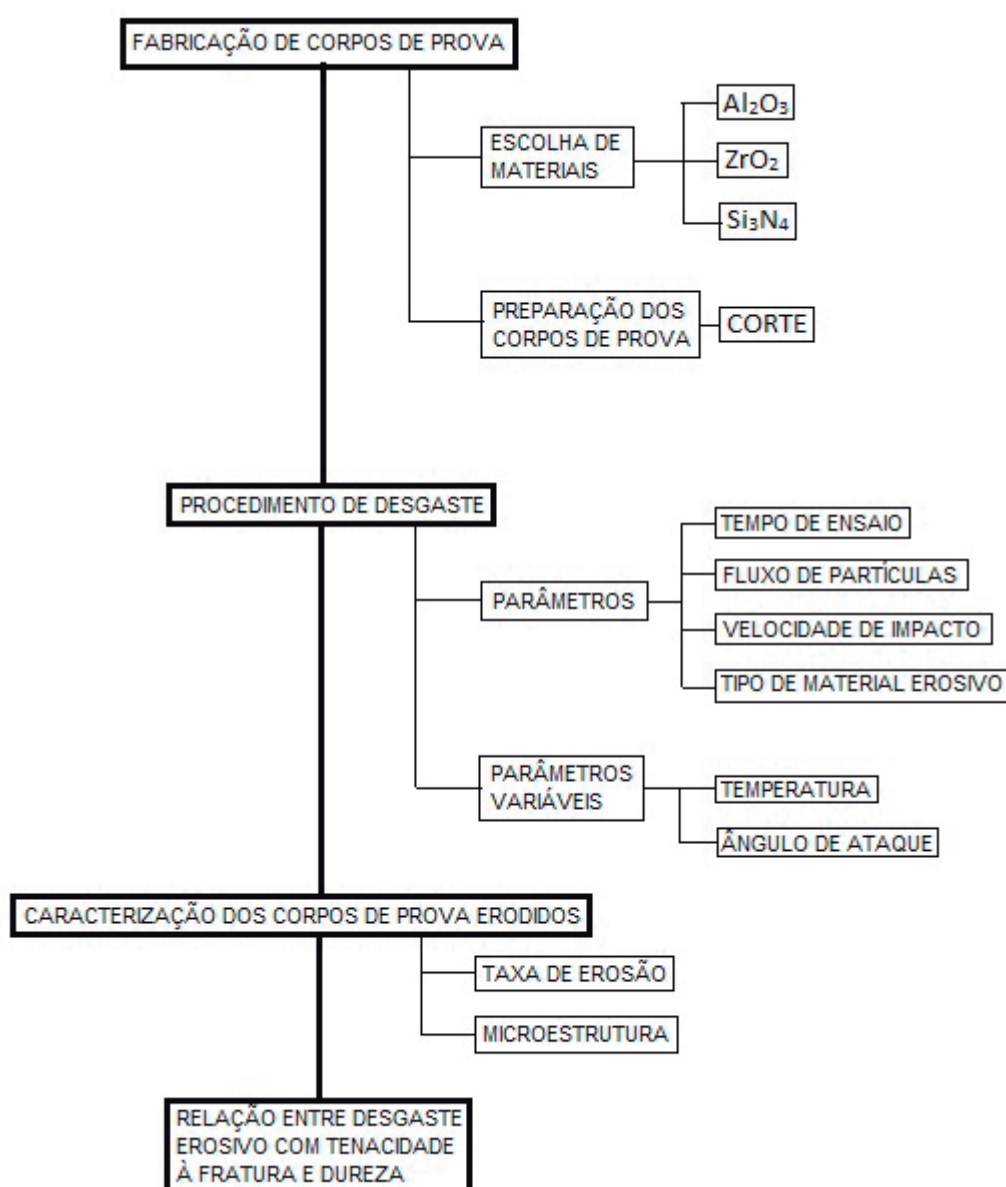 FABRICAÇÃO DE CORPOS DE PROVA
ESCOLHA DE
MATERIAIS
Al₂O₃
ZrO₂
Si₃N₄
PREPARAÇÃO DOS
CORPOS DE PROVA
CORTE
PROCEDIMENTO DE DESGASTE
PARÂMETROS
TEMPO DE ENSAIO
FLUXO DE PARTÍCULAS
VELOCIDADE DE IMPACTO
TIPO DE MATERIAL EROSIVO
PARÂMETROS
VARIÁVEIS
TEMPERATURA
ÂNGULO DE ATAQUE
CARACTERIZAÇÃO DOS CORPOS DE PROVA ERODIDOS
TAXA DE EROSÃO
MICROESTRUTURA
RELAÇÃO ENTRE DESGASTE
EROSIVO COM TENACIDADE
À FRATURA E DUREZA